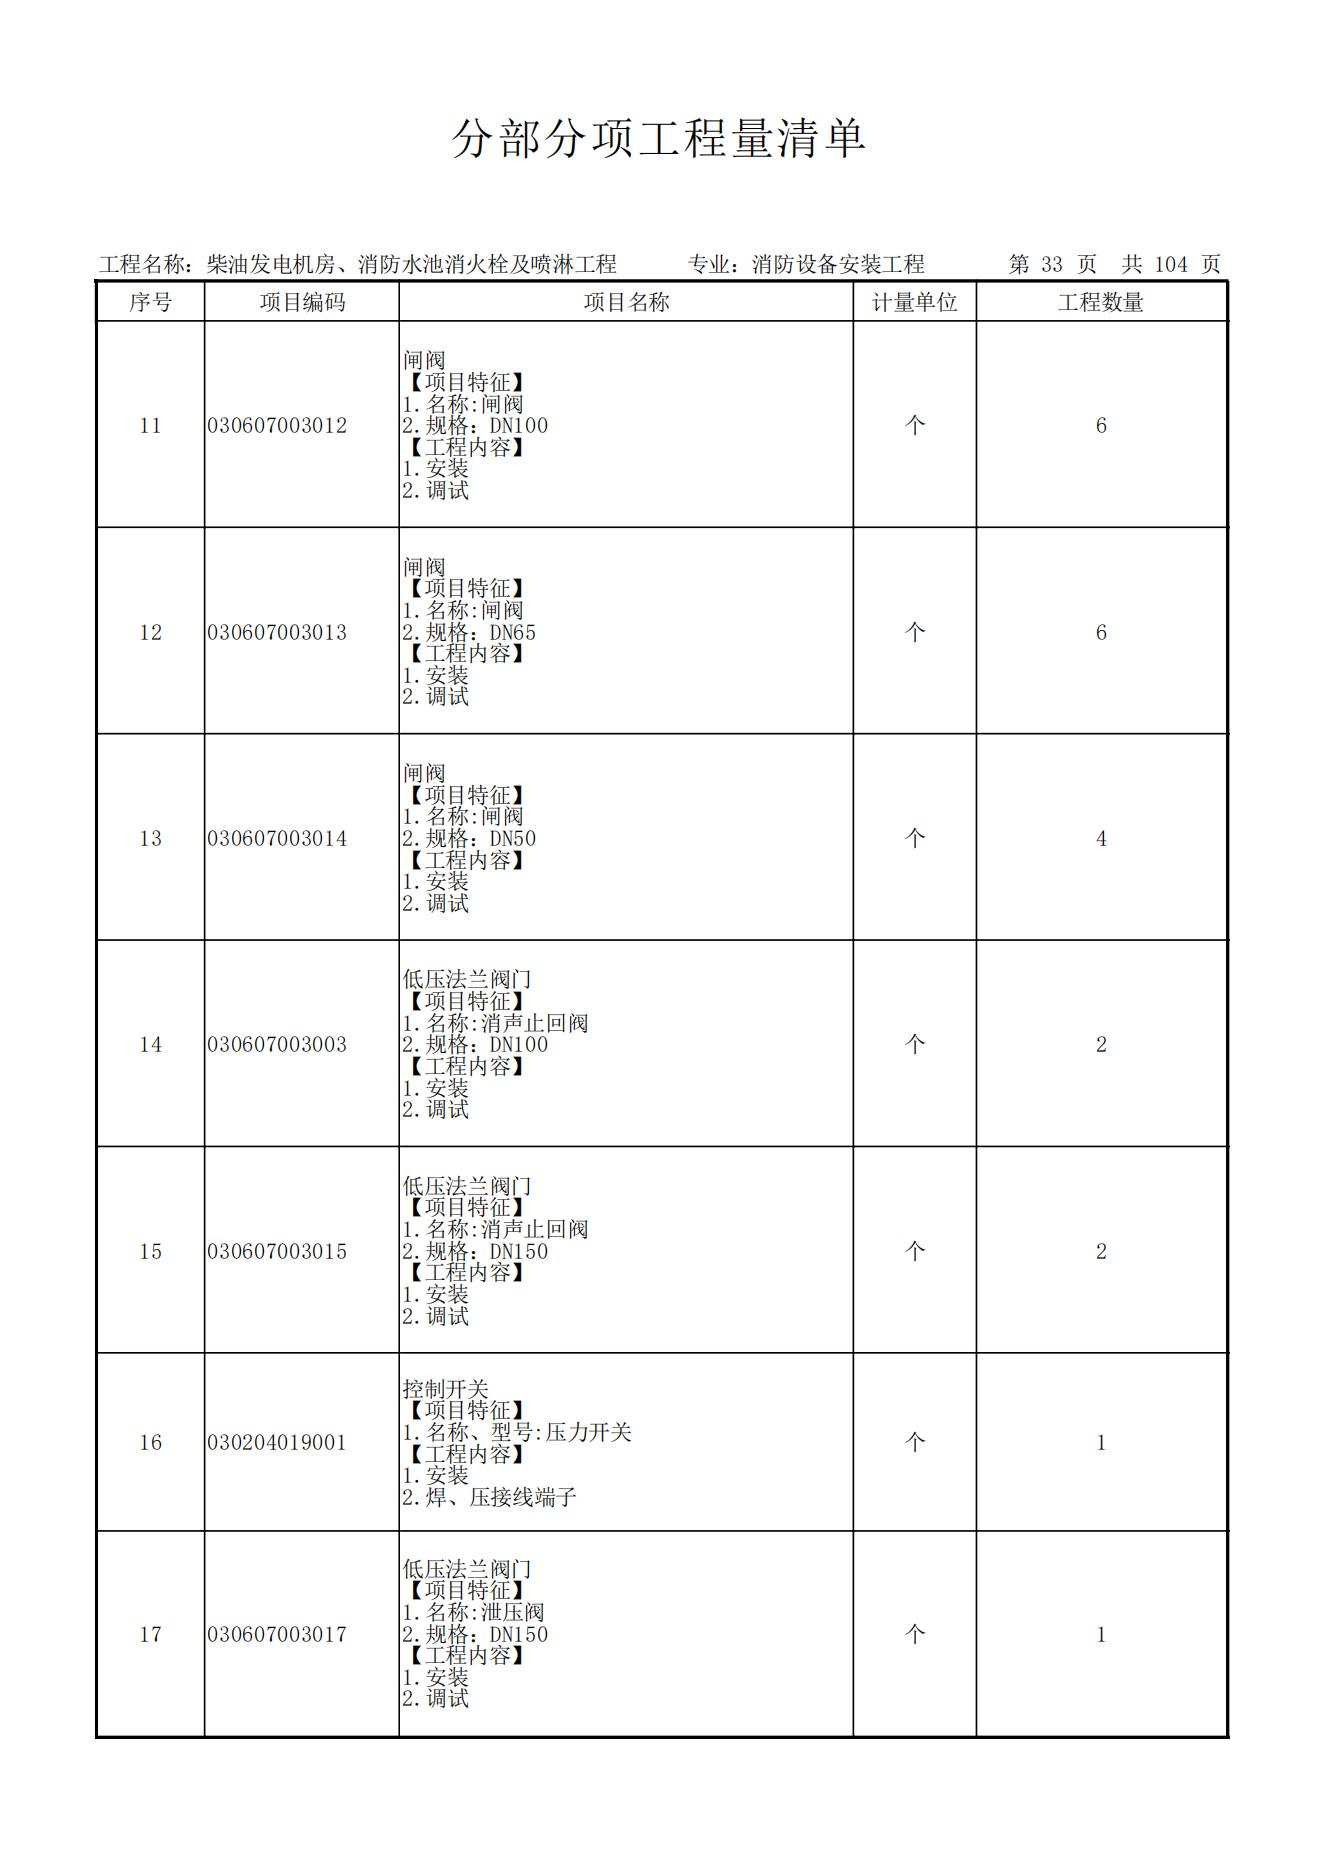 分部分项工程量清单
工程名称：柴油发电机房、消防水池消火栓及喷淋工程 专业：消防设备安装工程 第 33 页 共 104 页
序号 项目编码 项目名称 计量单位 工程数量
闸阀
【项目特征】
1.名称:闸阀
11 030607003012 2.规格：DN100 个 6
【工程内容】
1.安装
2.调试
闸阀
【项目特征】
1.名称:闸阀
12 030607003013 2.规格：DN65 个 6
【工程内容】
1.安装
2.调试
闸阀
【项目特征】
1.名称:闸阀
13 030607003014 2.规格：DN50 个 4
【工程内容】
1.安装
2.调试
低压法兰阀门
【项目特征】
1.名称:消声止回阀
14 030607003003 2.规格：DN100 个 2
【工程内容】
1.安装
2.调试
低压法兰阀门
【项目特征】
1.名称:消声止回阀
15 030607003015 2.规格：DN150 个 2
【工程内容】
1.安装
2.调试
控制开关
【项目特征】
1.名称、型号:压力开关
16 030204019001 【工程内容】 个 1
1.安装
2.焊、压接线端子
低压法兰阀门
【项目特征】
1.名称:泄压阀
17 030607003017 2.规格：DN150 个 1
【工程内容】
1.安装
2.调试